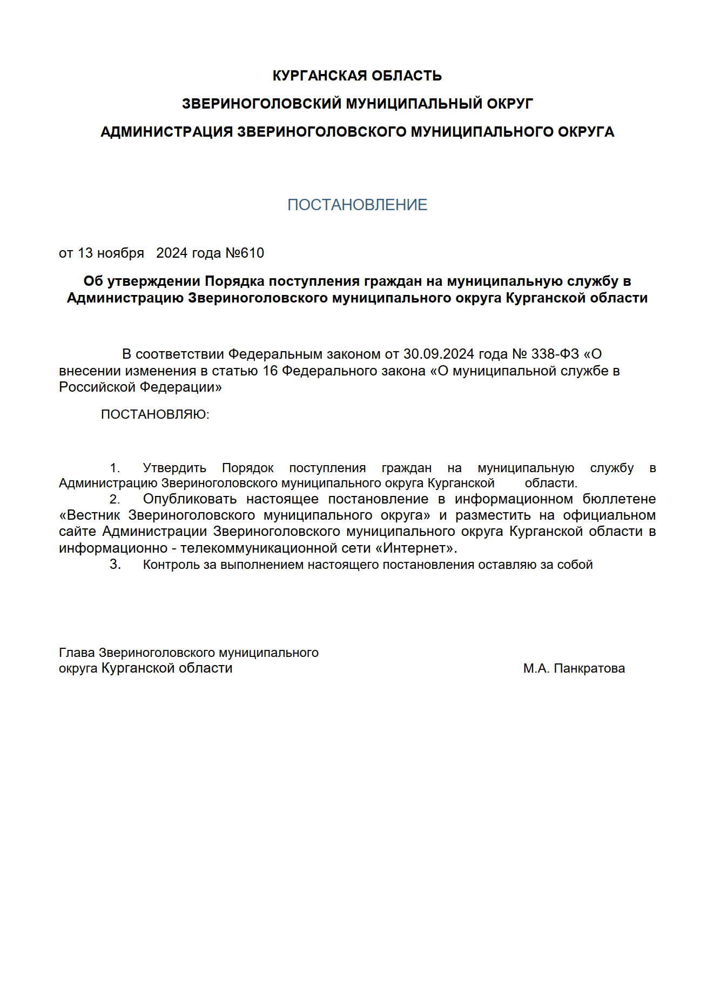 КУРГАНСКАЯ ОБЛАСТЬ
ЗВЕРИНОГОЛОВСКИЙ МУНИЦИПАЛЬНЫЙ ОКРУГ
АДМИНИСТРАЦИЯ ЗВЕРИНОГОЛОВСКОГО МУНИЦИПАЛЬНОГО ОКРУГА
ПОСТАНОВЛЕНИЕ
от 13 ноября 2024 года №610
Об утверждении Порядка поступления граждан на муниципальную службу в
Администрацию Звериноголовского муниципального округа Курганской области
В соответствии Федеральным законом от 30.09.2024 года № 338-ФЗ «О
внесении изменения в статью 16 Федерального закона «О муниципальной службе в
Российской Федерации»
ПОСТАНОВЛЯЮ:
1. Утвердить Порядок поступления граждан на муниципальную службу в
Администрацию Звериноголовского муниципального округа Курганской области.
2. Опубликовать настоящее постановление в информационном бюллетене
«Вестник Звериноголовского муниципального округа» и разместить на официальном
сайте Администрации Звериноголовского муниципального округа Курганской области в
информационно - телекоммуникационной сети «Интернет».
3. Контроль за выполнением настоящего постановления оставляю за собой
Глава Звериноголовского муниципального
округа Курганской области М.А. Панкратова